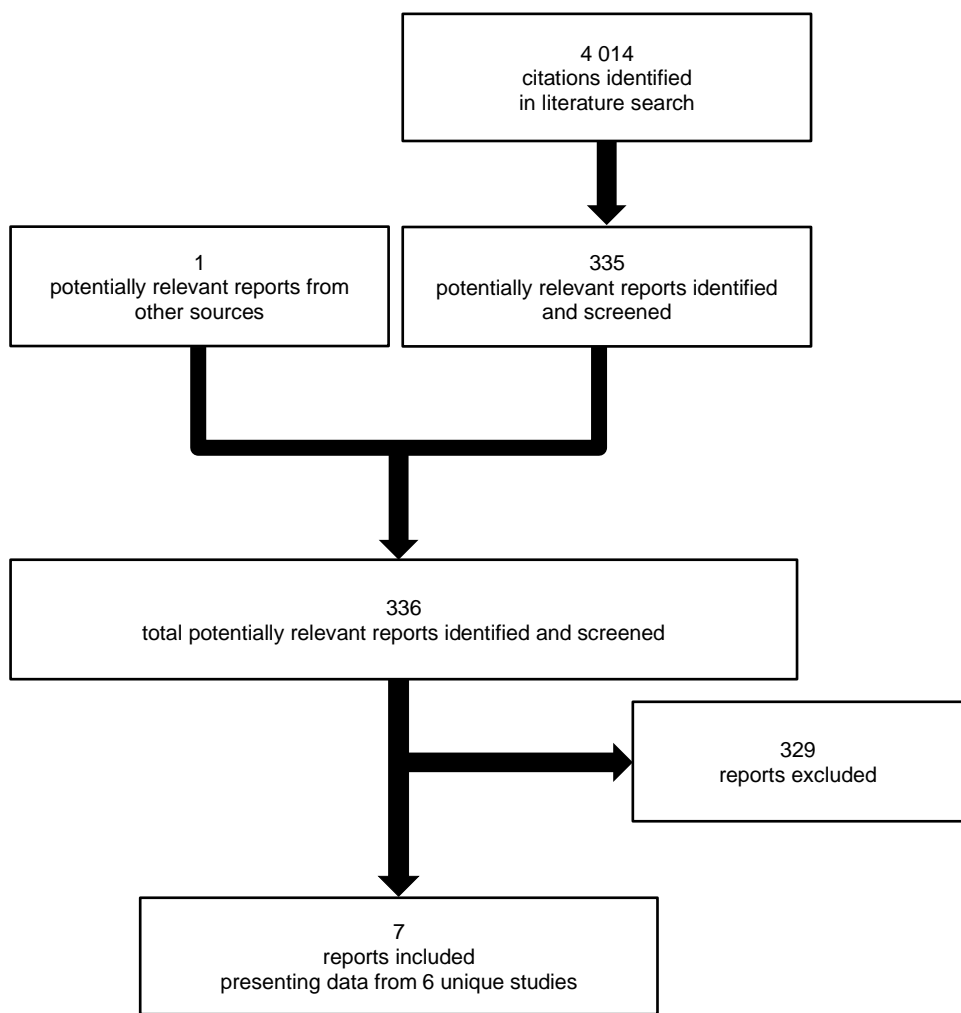 4 014
citations identified
in literature search
1
potentially relevant reports from
other sources
335
potentially relevant reports identified
and screened
336
total potentially relevant reports identified and screened
329
reports excluded
7
reports included
presenting data from 6 unique studies